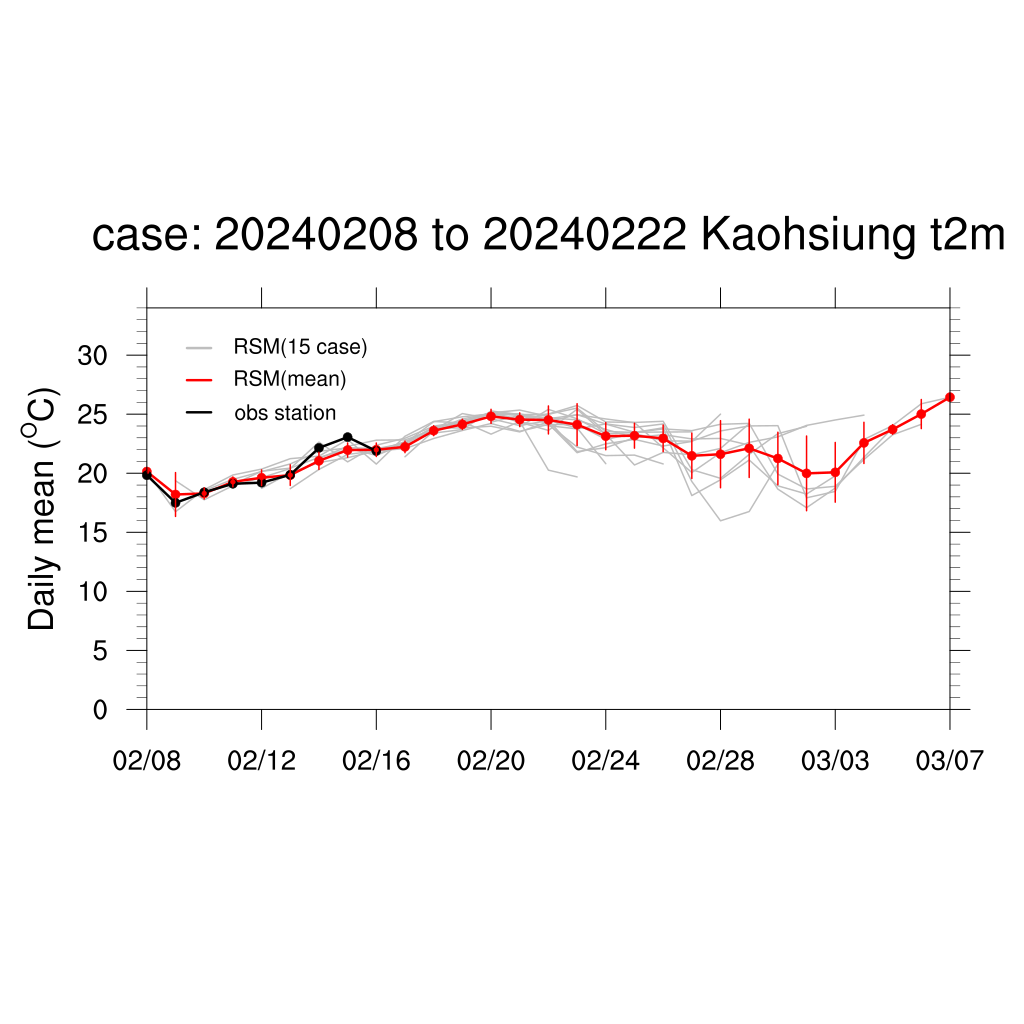 case: 20240208 to 20240222 Kaohsiung t2m
RSM(15 case)
RSM(mean)
obs station
Daily mean (°C)
30
25
20
15
10
5
0
02/08 02/12 02/16 02/20 02/24 02/28 03/03 03/07